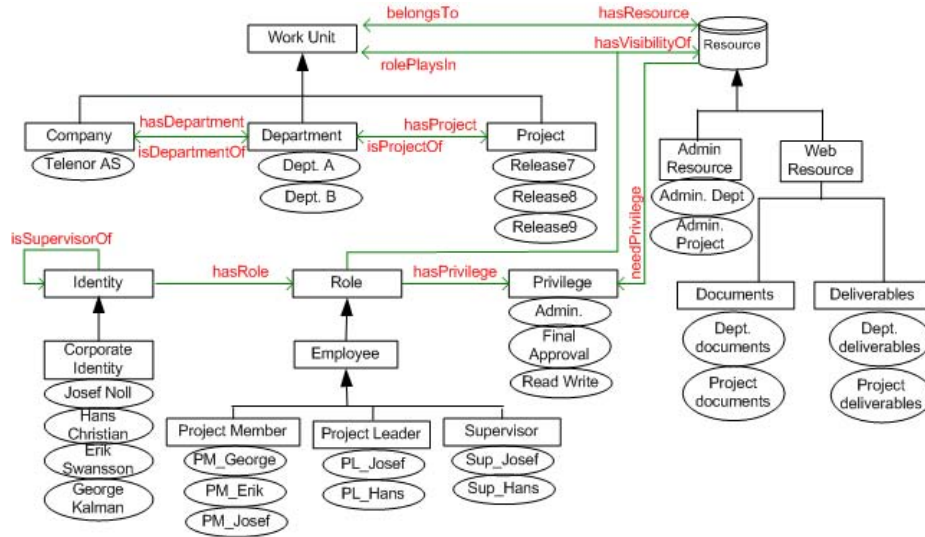 belongsTo
hasResource
Work Unit
hasVisibilityOf
Resource
rolePlaysIn
Company
hasDepartment
Department
hasProject
Project
Telenor AS
isDepartmentOf
Dept. A
isProjectOf
Release7
Dept. B
Release8
Release9
Admin
Resource
Web
Resource
Admin. Dept
Admin.
Project
needPrivilege
isSupervisorOf
Identity
hasRole
Role
hasPrivilege
Privilege
Admin.
Final
Approval
Read Write
Documents
Deliverables
Dept.
documents
Dept.
deliverables
Project
documents
Project
deliverables
Corporate
Identity
Employee
Josef Noll
Hans
Christian
Erik
Swansson
George
Kalman
Project Member
Project Leader
Supervisor
PM_George
PL_Josef
Sup_Josef
PM_Erik
PL_Hans
Sup_Hans
PM_Josef